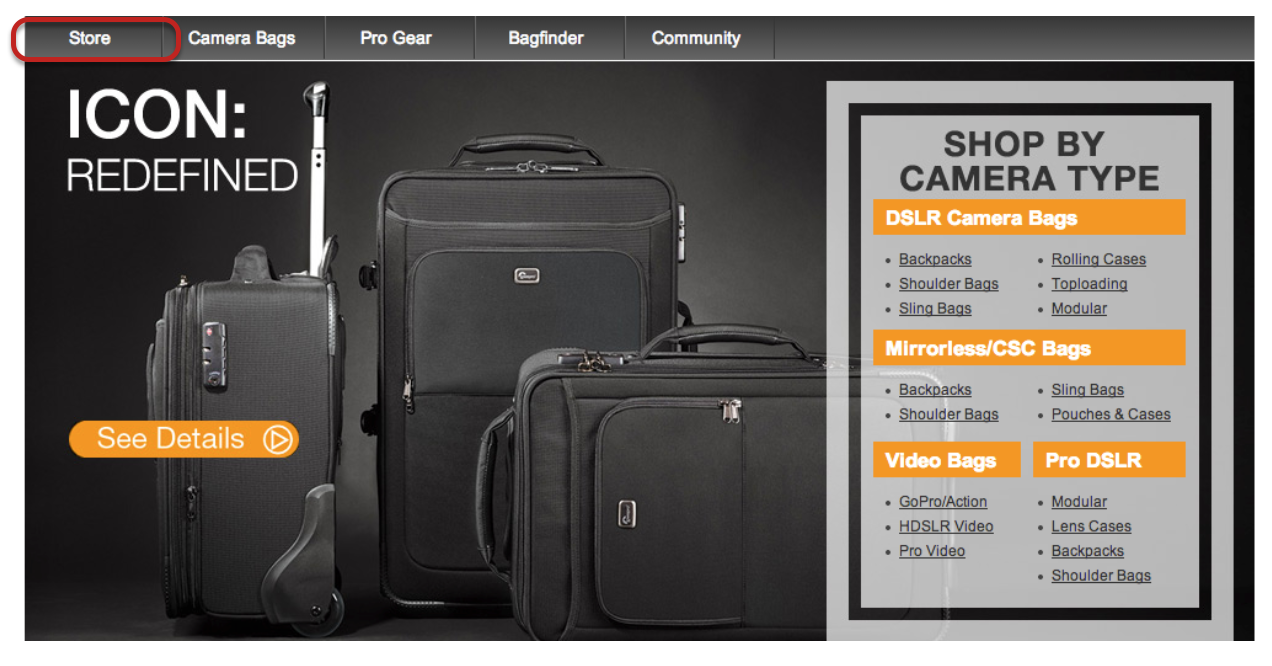 Store
Camera Bags
Pro Gear
Bagfinder
Community
ICON:
REDEFINED
See Details
SHOP BY
CAMERA TYPE
DSLR Camera Bags
Backpacks
Shoulder Bags
Sling Bags
Rolling Cases
Toploading
Modular
Mirrorless/CSC Bags
Backpacks
Shoulder Bags
Sling Bags
Pouches & Cases
Video Bags
GoPro/Action
HDSLR Video
Pro Video
Pro DSLR
Modular
Lens Cases
Backpacks
Shoulder Bags